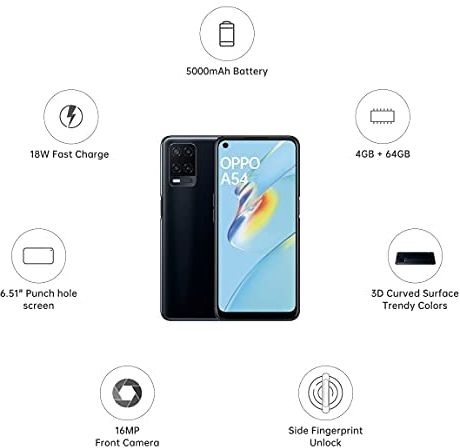 5000mAh Battery
18W Fast Charge
4GB + 64GB
OPPO
A54
6.51" Punch hole
screen
3D Curved Surface
Trendy Colors
16MP
Front Camera
Side Fingerprint
Unlock